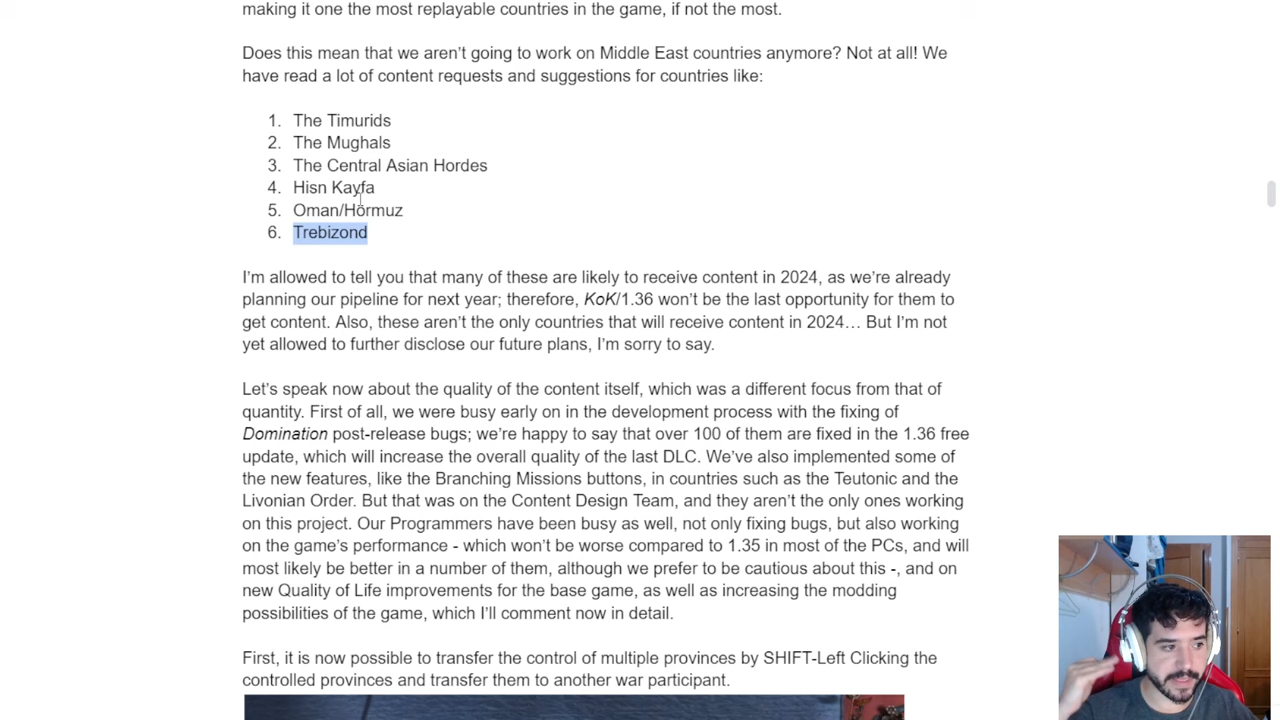 making it one the most replayable countries in the game, if not the most.
Does this mean that we aren't going to work on Middle East countries anymore? Not at all! We
have read a lot of content requests and suggestions for countries like:
1. The Timurids
2. The Mughals
3. The Central Asian Hordes
4. Hisn Kayfa
5. Oman/Hormuz
6. Trebizond
I'm allowed to tell you that many of these are likely to receive content in 2024, as we're already
planning our pipeline for next year; therefore, KoK/1.36 won't be the last opportunity for them to
get content. Also, these aren't the only countries that will receive content in 2024… But I'm not
yet allowed to further disclose our future plans, I'm sorry to say.
Let's speak now about the quality of the content itself, which was a different focus from that of
quantity. First of all, we were busy early on in the development process with the fixing of
Domination post-release bugs; we're happy to say that over 100 of them are fixed in the 1.36 free
update, which will increase the overall quality of the last DLC. We've also implemented some of
the new features, like the Branching Missions buttons, in countries such as the Teutonic and the
Livonian Order. But that was on the Content Design Team, and they aren't the only ones working
on this project. Our Programmers have been busy as well, not only fixing bugs, but also working
on the game's performance - which won't be worse compared to 1.35 in most of the PCs, and will
most likely be better in a number of them, although we prefer to be cautious about this -, and on
new Quality of Life improvements for the base game, as well as increasing the modding
possibilities of the game, which I'll comment now in detail.
First, it is now possible to transfer the control of multiple provinces by SHIFT-Left Clicking the
controlled provinces and transfer them to another war participant.